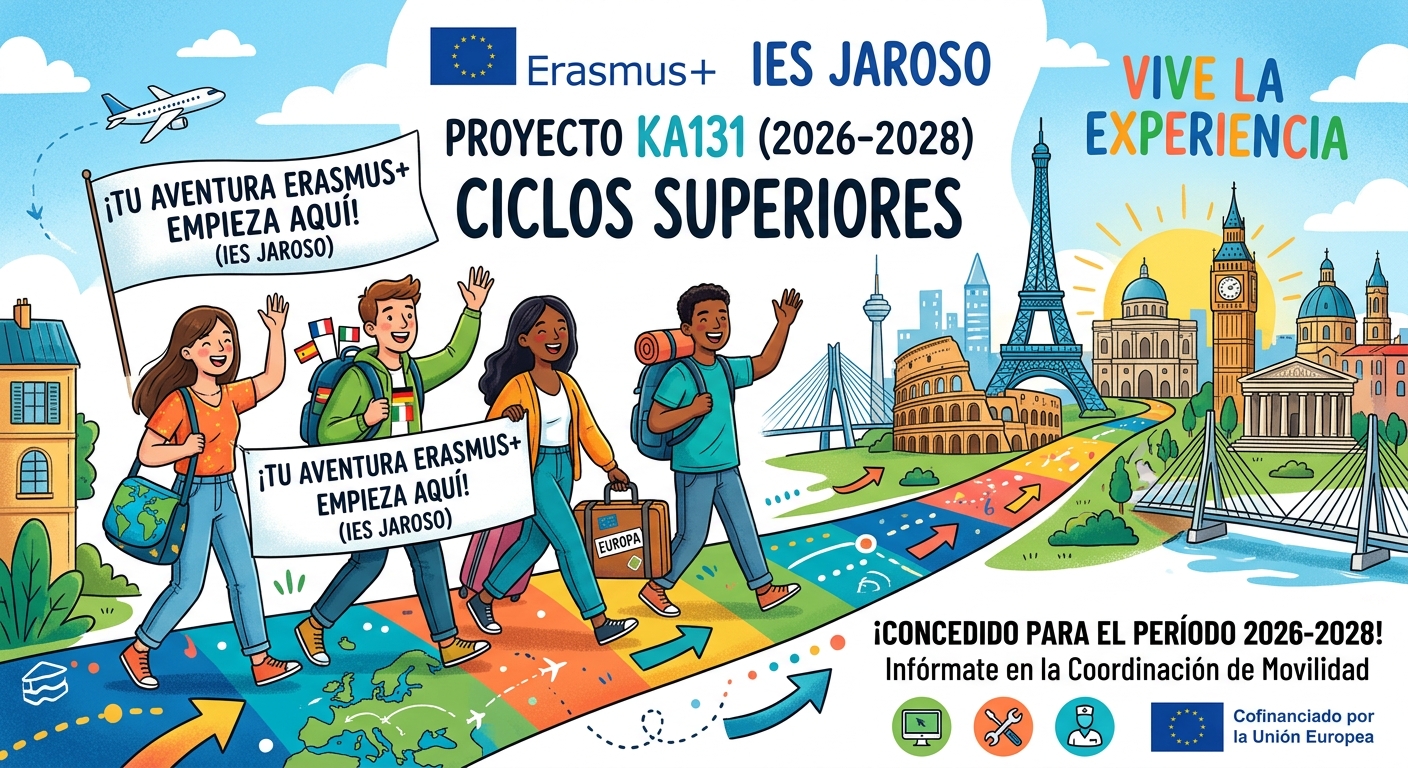 Erasmus+ IES JAROSO
PROYECTO KA131 (2026-2028)
CICLOS SUPERIORES
VIVE LA
EXPERIENCIA
¡TU AVENTURA ERASMUS+
EMPIEZA AQUÍ!
(IES JAROSO)
¡TU AVENTURA ERASMUS+
EMPIEZA AQUÍ!
(IES JAROSO)
EUROPA
6
¡CONCEDIDO PARA EL PERÍODO 2026-2028!
Infórmate en la Coordinación de Movilidad
Cofinanciado por
la Unión Europea